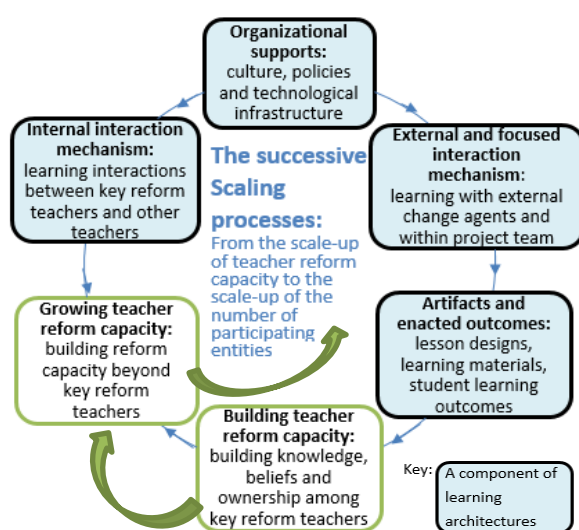 Organizational
supports:
culture, policies
and technological
infrastructure
Internal interaction
mechanism:
learning interactions
between key reform
teachers and other
teachers
The successive
Scaling
processes:
From the scale-up
of teacher reform
capacity to the
scale-up of the
number of
participating
entities
External and focused
interaction
mechanism:
learning with external
change agents and
within project team
Growing teacher
reform capacity:
building reform
capacity beyond
key reform
teachers
Artifacts and
enacted outcomes:
lesson designs,
learning materials,
student learning
outcomes
Building teacher
reform capacity:
building knowledge,
beliefs and
ownership among
key reform teachers
Key:
A component of
learning
architectures